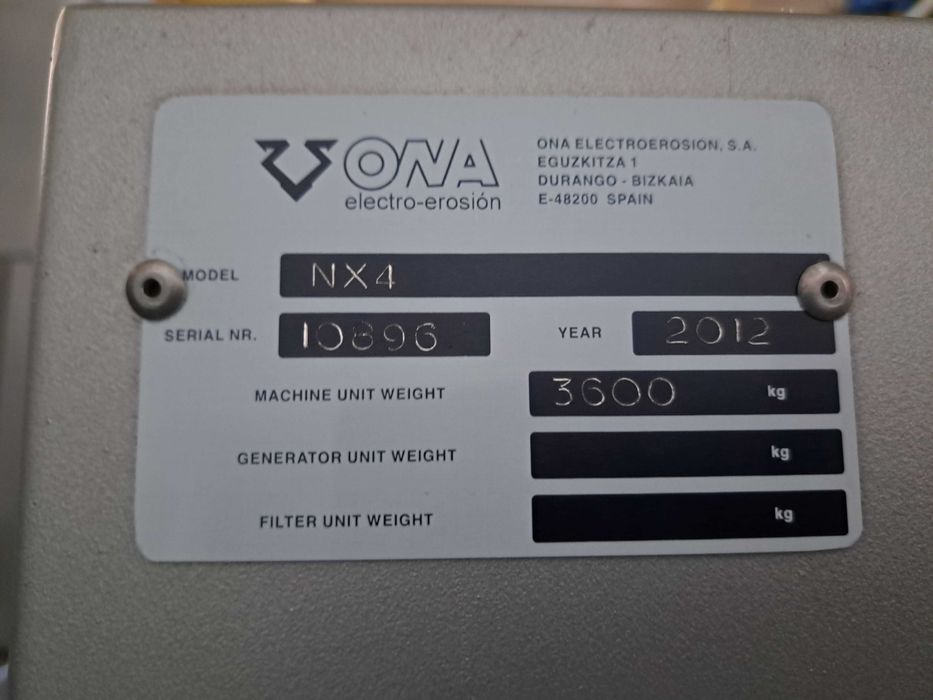 ONA
electro-erosión
ONA ELECTROEROSION, S.A.
EGUZKITZA 1
DURANGO - BIZKAIA
E-48200 SPAIN
MODEL NX4
SERIAL NR. 10896 YEAR 2012
MACHINE UNIT WEIGHT 3600 kg
GENERATOR UNIT WEIGHT kg
FILTER UNIT WEIGHT kg